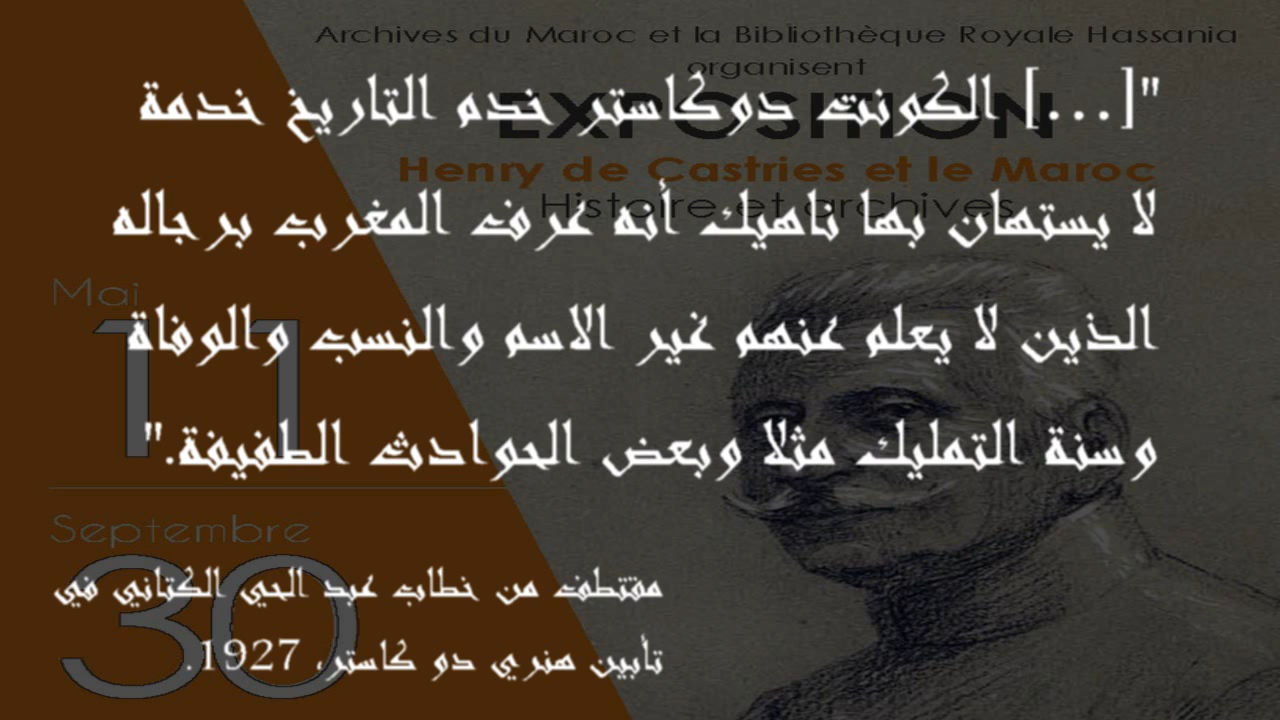 Archives du Maroc et la Bibliothèque Royale Hassania
organisent
EXPOSITION
Henry de Castries et le Maroc
Histoire et archives
"[...] الكونت دوكاستر خدم التاريخ خدمة
لا يستهان بها ناهيك أنه عرف المغرب برجاله
الذين لا يعلم عنهم غير الاسم والنسب والوفاة
وسنة التمليك مثلا وبعض الحوادث الطفيفة."
Mai
11
Septembre
30
مقتطف من خطاب عبد الحي الكتاني في
تأبين هنري دو كاستر، 1927.